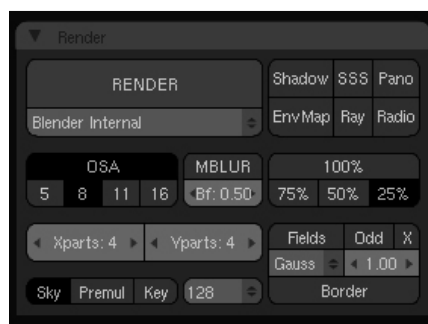 Render
RENDER
Blender Internal
Shadow SSS Pano
EnvMap Ray Radio
OSA
5 8 11 16
MBLUR
Bf: 0.50
100%
75% 50% 25%
Xparts: 4 Yparts: 4
Fields Odd X
Gauss 1.00
Sky Premul Key 128
Border